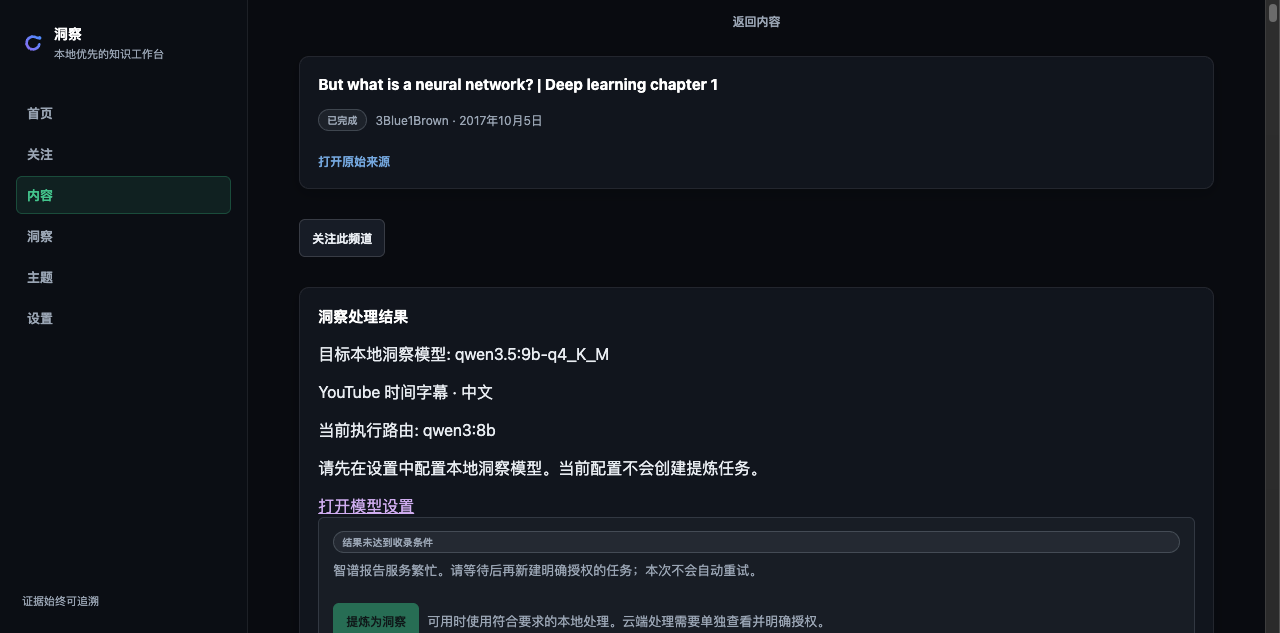 洞察
本地优先的知识工作台
首页
关注
内容
洞察
主题
设置
证据始终可追溯
返回内容
But what is a neural network? | Deep learning chapter 1
已完成 3Blue1Brown · 2017年10月5日
打开原始来源
关注此频道
洞察处理结果
目标本地洞察模型: qwen3.5:9b-q4_K_M
YouTube 时间字幕 · 中文
当前执行路由: qwen3:8b
请先在设置中配置本地洞察模型。当前配置不会创建提炼任务。
打开模型设置
结果未达到收录条件
智谱报告服务繁忙。请等待后再新建明确授权的任务；本次不会自动重试。
提炼为洞察 可用时使用符合要求的本地处理。云端处理需要单独查看并明确授权。